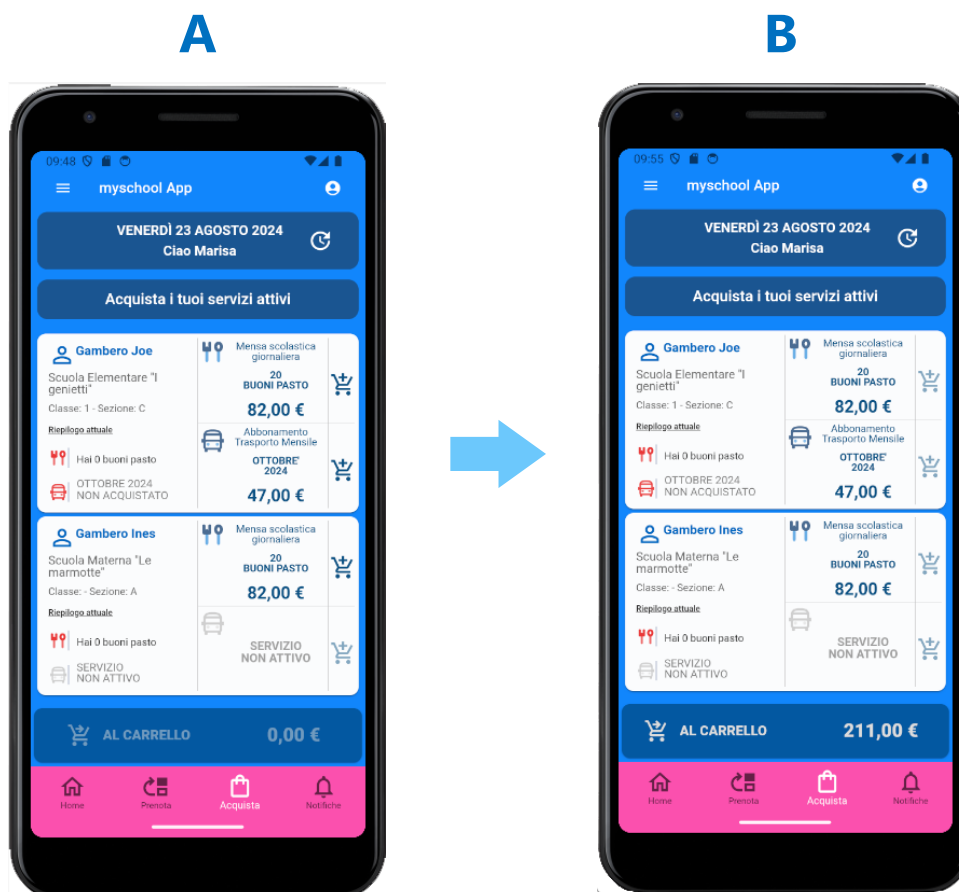 A
B
09:48
myschool App
VENERDÌ 23 AGOSTO 2024
Ciao Marisa
Acquista i tuoi servizi attivi
Gambero Joe
Scuola Elementare "I
genietti"
Classe: 1 - Sezione: C
Riepilogo attuale
Hai 0 buoni pasto
OTTOBRE 2024
NON ACQUISTATO
Mensa scolastica
giornaliera
20
BUONI PASTO
82,00 €
Abbonamento
Trasporto Mensile
OTTOBRE'
2024
47,00 €
Gambero Ines
Scuola Materna "Le
marmotte"
Classe: - Sezione: A
Riepilogo attuale
Hai 0 buoni pasto
SERVIZIO
NON ATTIVO
Mensa scolastica
giornaliera
20
BUONI PASTO
82,00 €
SERVIZIO
NON ATTIVO
AL CARRELLO 0,00 €
Home Prenota Acquista Notifiche
09:55
myschool App
VENERDÌ 23 AGOSTO 2024
Ciao Marisa
Acquista i tuoi servizi attivi
Gambero Joe
Scuola Elementare "I
genietti"
Classe: 1 - Sezione: C
Riepilogo attuale
Hai 0 buoni pasto
OTTOBRE 2024
NON ACQUISTATO
Mensa scolastica
giornaliera
20
BUONI PASTO
82,00 €
Abbonamento
Trasporto Mensile
OTTOBRE'
2024
47,00 €
Gambero Ines
Scuola Materna "Le
marmotte"
Classe: - Sezione: A
Riepilogo attuale
Hai 0 buoni pasto
SERVIZIO
NON ATTIVO
Mensa scolastica
giornaliera
20
BUONI PASTO
82,00 €
SERVIZIO
NON ATTIVO
AL CARRELLO 211,00 €
Home Prenota Acquista Notifiche